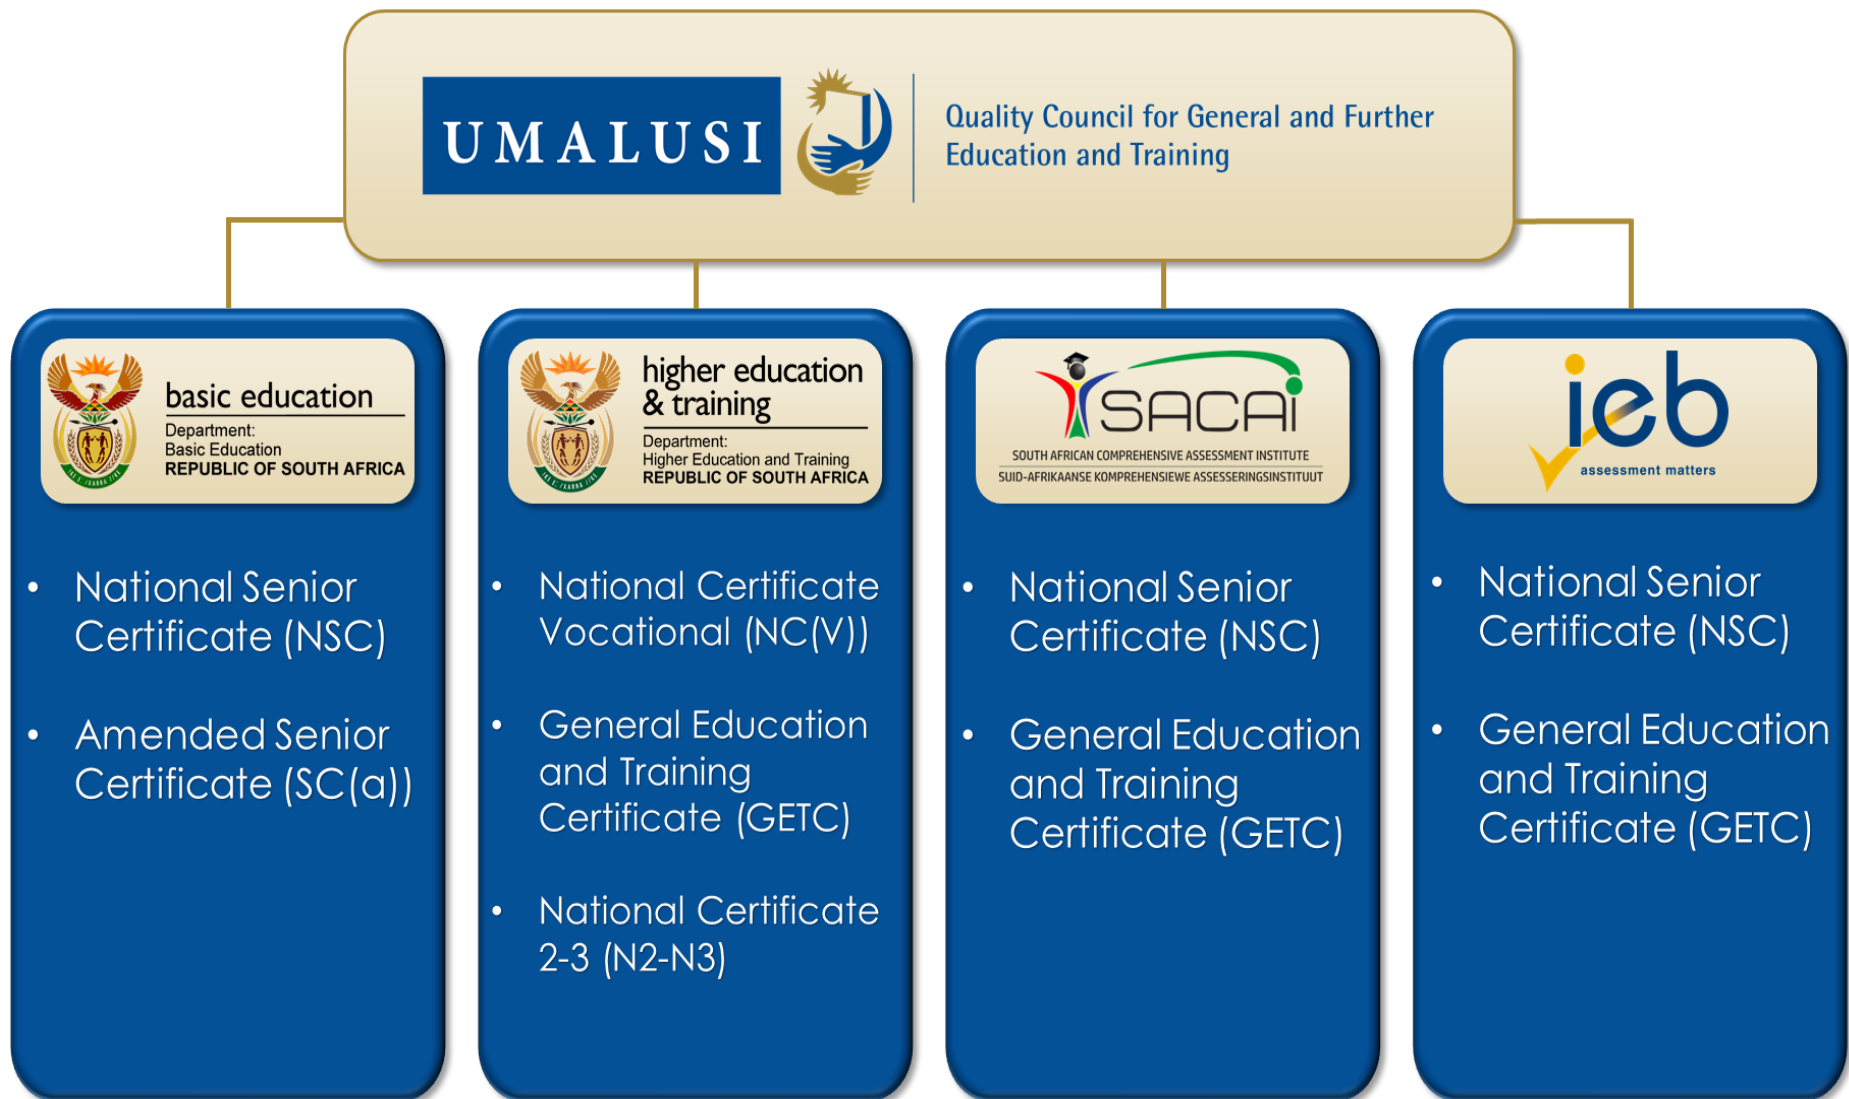 UMALUSI
Quality Council for General and Further
Education and Training
basic education
Department:
Basic Education
REPUBLIC OF SOUTH AFRICA
• National Senior
Certificate (NSC)
• Amended Senior
Certificate (SC(a))
higher education
& training
Department:
Higher Education and Training
REPUBLIC OF SOUTH AFRICA
• National Certificate
Vocational (NC(V))
• General Education
and Training
Certificate (GETC)
• National Certificate
2-3 (N2-N3)
SACAi
SOUTH AFRICAN COMPREHENSIVE ASSESSMENT INSTITUTE
SUID-AFRIKAANSE KOMPREHENSIEWE ASSESSERINGSINSTITUUT
• National Senior
Certificate (NSC)
• General Education
and Training
Certificate (GETC)
ieb
assessment matters
• National Senior
Certificate (NSC)
• General Education
and Training
Certificate (GETC)